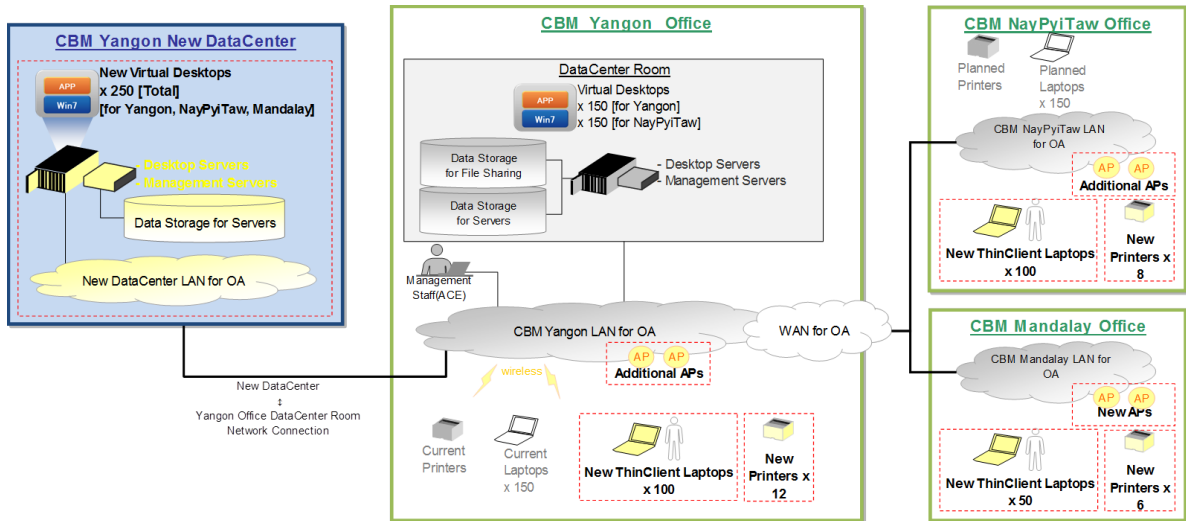 CBM Yangon New DataCenter
New Virtual Desktops
x 250 [Total]
[for Yangon, NayPyiTaw, Mandalay]
APP
Win7
- Desktop Servers
- Management Servers
Data Storage for Servers
New DataCenter LAN for OA
New DataCenter
↕
Yangon Office DataCenter Room
Network Connection
CBM Yangon Office
DataCenter Room
Virtual Desktops
x 150 [for Yangon]
x 150 [for NayPyiTaw]
APP
Win7
Data Storage
for File Sharing
Data Storage
for Servers
- Desktop Servers
- Management Servers
Management
Staff(ACE)
CBM Yangon LAN for OA
WAN for OA
AP
AP
Additional APs
wireless
Current
Printers
Current
Laptops
x 150
New ThinClient Laptops
x 100
New
Printers x
12
CBM NayPyiTaw Office
Planned
Printers
Planned
Laptops
x 150
CBM NayPyiTaw LAN
for OA
AP
AP
Additional APs
New ThinClient Laptops
x 100
New
Printers x
8
CBM Mandalay Office
CBM Mandalay LAN for
OA
AP
AP
New APs
New ThinClient Laptops
x 50
New
Printers x
6